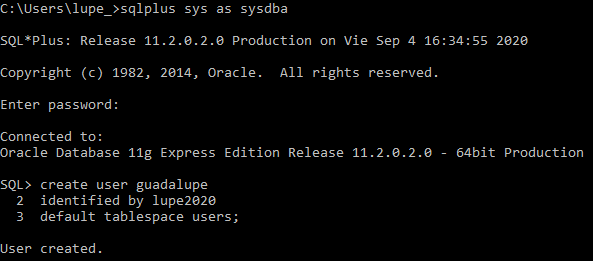 C:\Users\lupe_>sqlplus sys as sysdba
SQL*Plus: Release 11.2.0.2.0 Production on Vie Sep 4 16:34:55 2020
Copyright (c) 1982, 2014, Oracle.  All rights reserved.
Enter password:
Connected to:
Oracle Database 11g Express Edition Release 11.2.0.2.0 - 64bit Production
SQL> create user guadalupe
  2  identified by lupe2020
  3  default tablespace users;
User created.